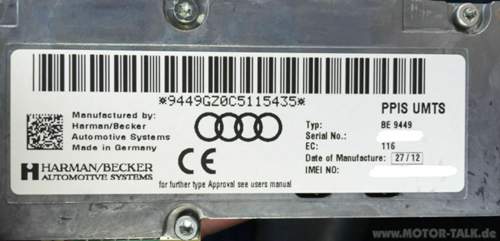 *9449GZ0C5115435*
PPIS UMTS
Manufactured by:
Harman/Becker
Automotive Systems
Made in Germany
Typ: BE 9449
Serial No.:
EC: 116
Date of Manufacture: 27/12
IMEI NO:
CE
HARMAN/BECKER
AUTOMOTIVE SYSTEMS
for further type Approval see users manual
www.MOTOR-TALK.de